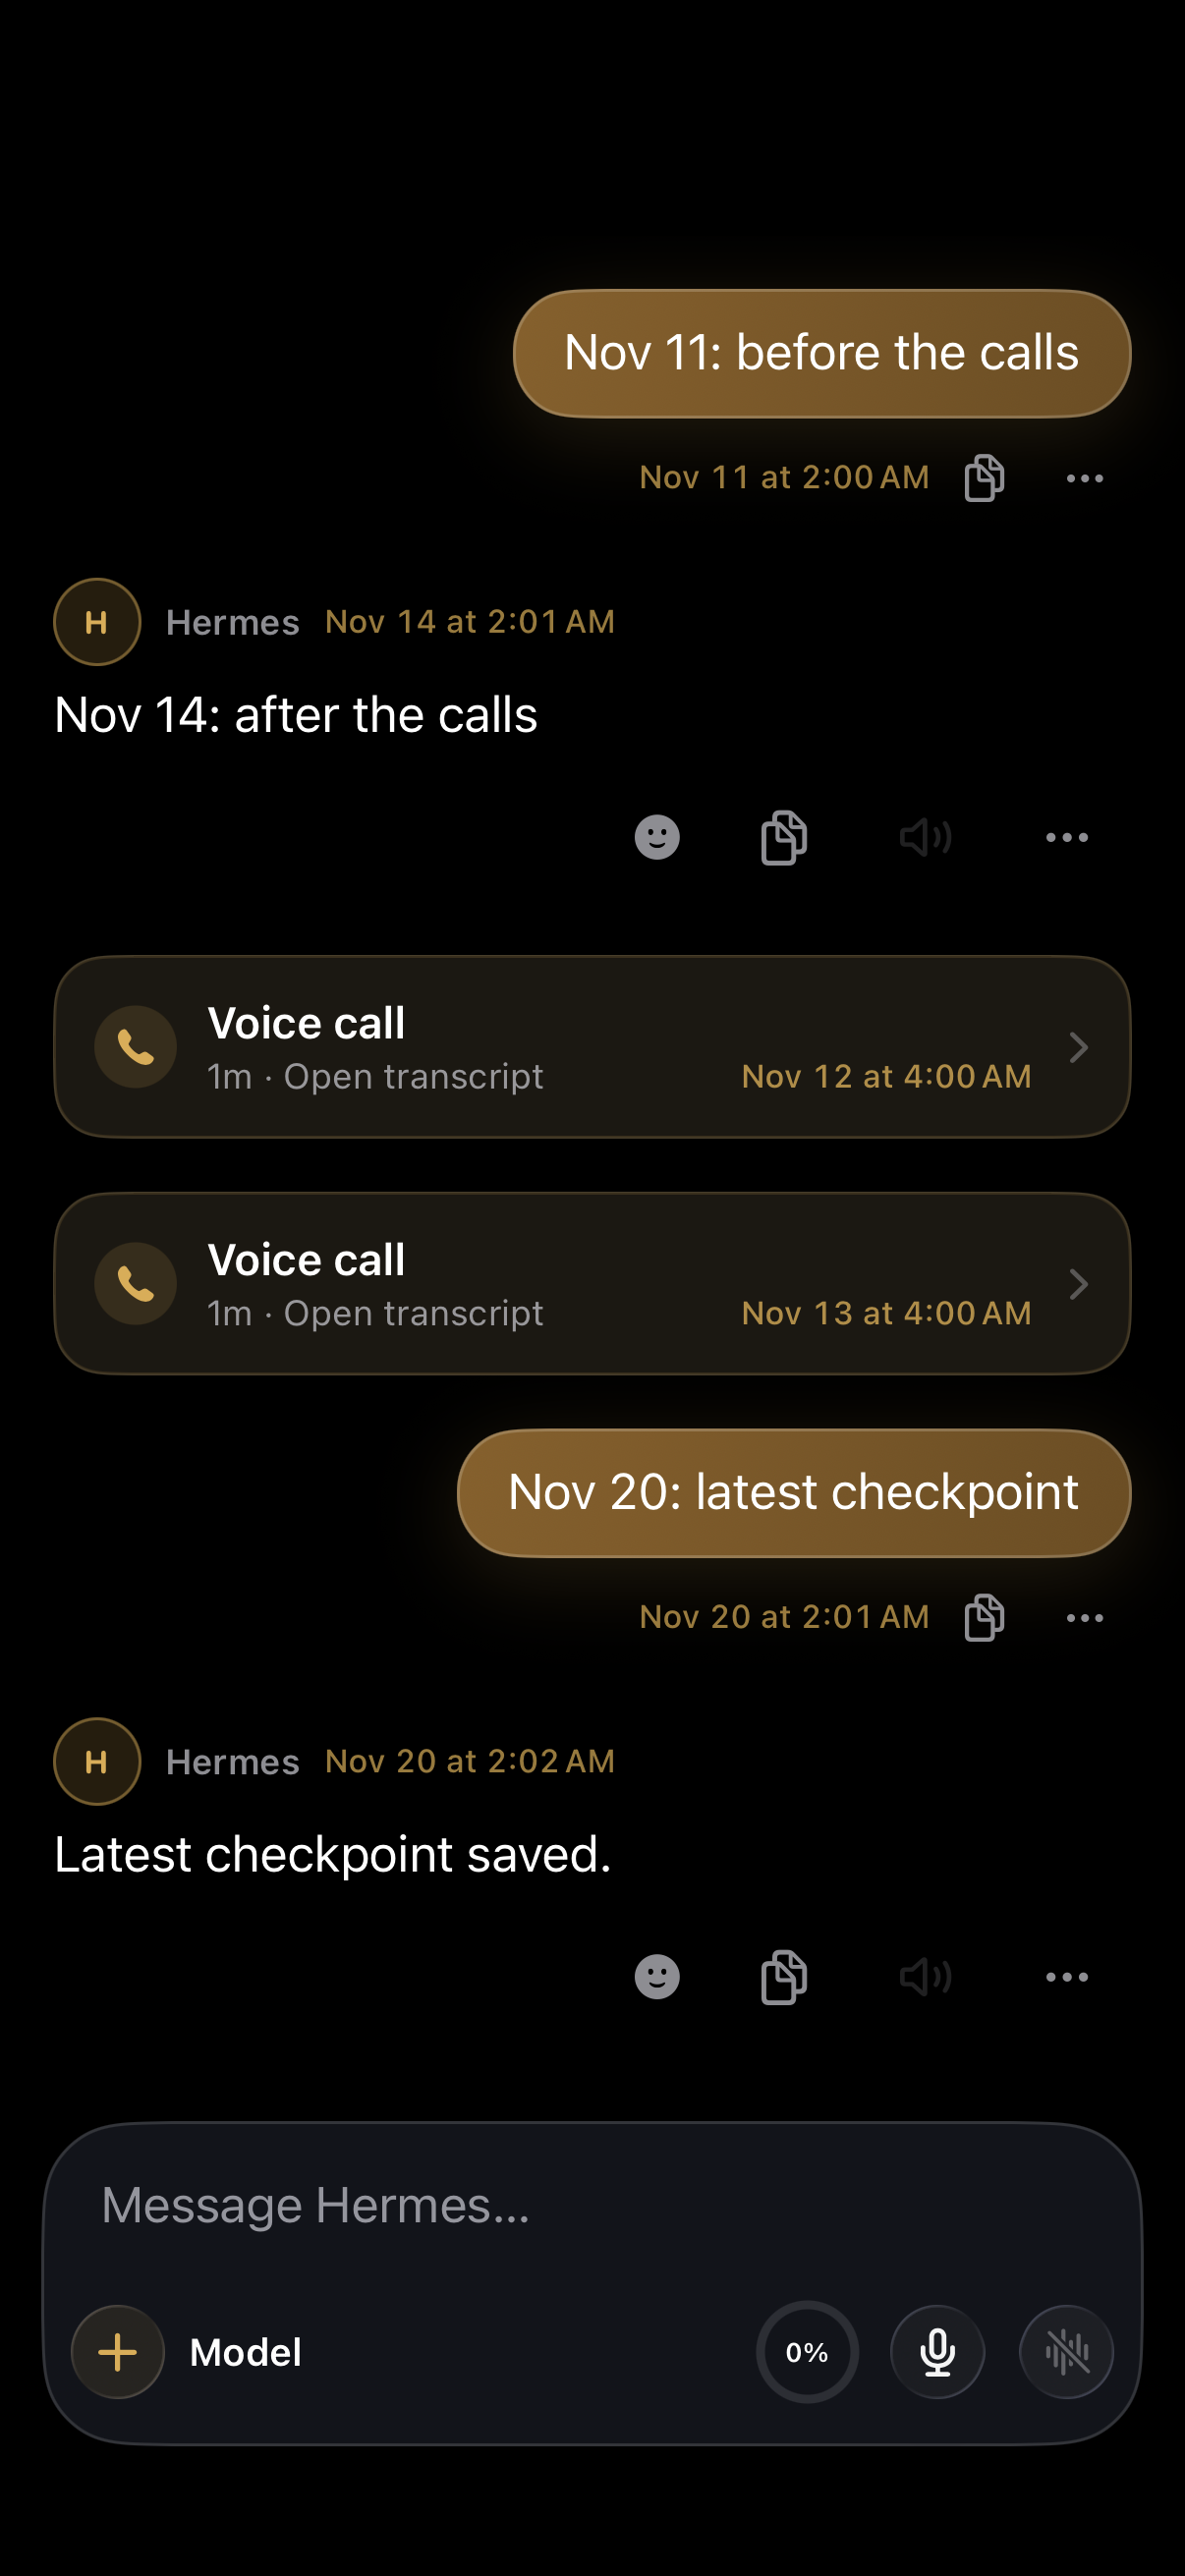 Nov 11: before the calls
Nov 11 at 2:00 AM
H
Hermes Nov 14 at 2:01 AM
Nov 14: after the calls
Voice call
1m · Open transcript Nov 12 at 4:00 AM
Voice call
1m · Open transcript Nov 13 at 4:00 AM
Nov 20: latest checkpoint
Nov 20 at 2:01 AM
H
Hermes Nov 20 at 2:02 AM
Latest checkpoint saved.
Message Hermes...
Model 0%